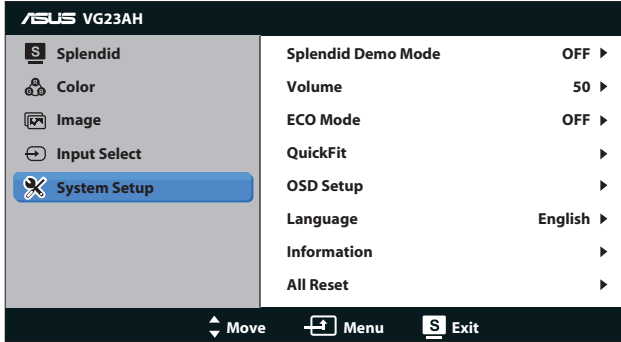 ASUS VG23AH
S Splendid
Color
Image
Input Select
System Setup
Splendid Demo Mode OFF
Volume 50
ECO Mode OFF
QuickFit
OSD Setup
Language English
Information
All Reset
Move Menu S Exit